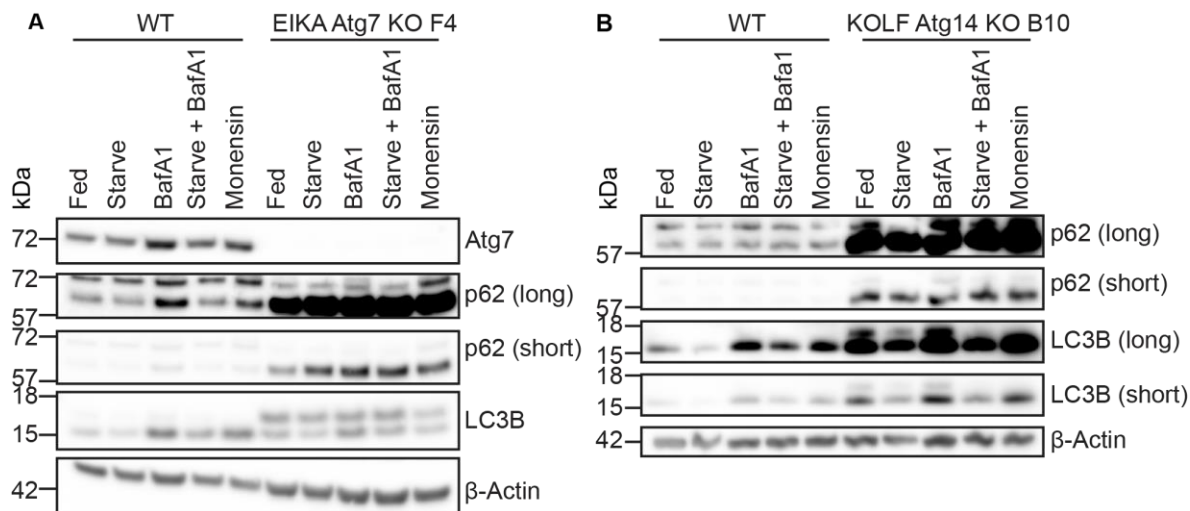 A
WT
EIKA Atg7 KO F4
kDa
Fed
Starve
BafA1
Starve + BafA1
Monensin
Fed
Starve
BafA1
Starve + BafA1
Monensin
72
Atg7
72
57
p62 (long)
72
57
p62 (short)
18
15
LC3B
42
β-Actin
B
WT
KOLF Atg14 KO B10
kDa
Fed
Starve
BafA1
Starve + Bafa1
Monensin
Fed
Starve
BafA1
Starve + BafA1
Monensin
57
p62 (long)
57
p62 (short)
18
15
LC3B (long)
18
15
LC3B (short)
42
β-Actin